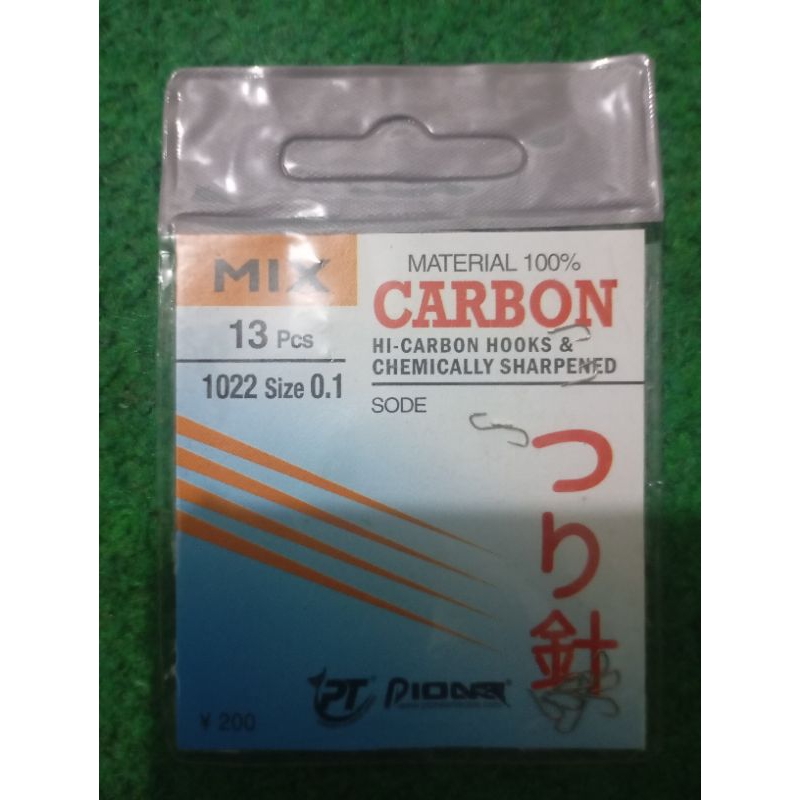 MIX
13 Pcs
1022 Size 0.1
MATERIAL 100%
CARBON
HI-CARBON HOOKS &
CHEMICALLY SHARPENED
SODE
つり針
PT PIONEER
¥ 200